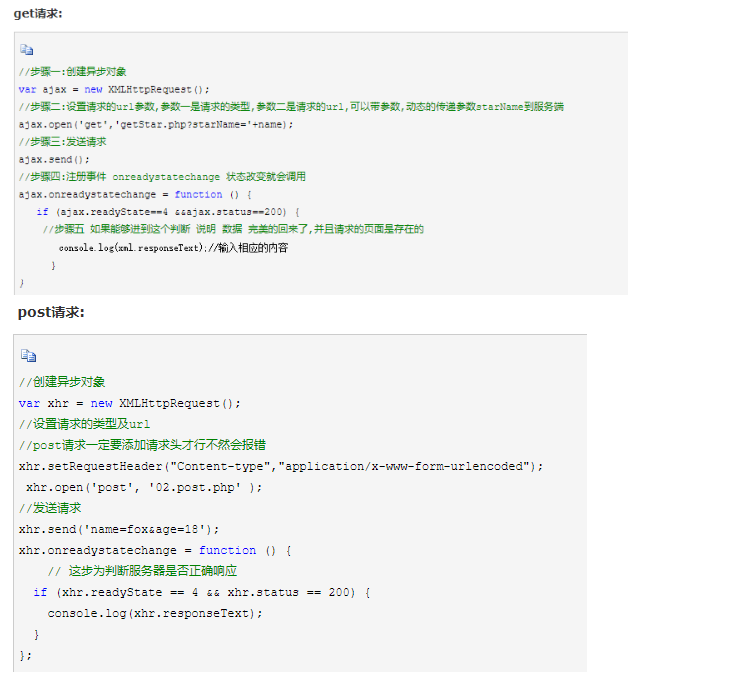 get请求:
//步骤一:创建异步对象
var ajax = new XMLHttpRequest();
//步骤二:设置请求的url参数,参数一是请求的类型,参数二是请求的url,可以带参数,动态的传递参数starName到服务端
ajax.open('get','getStar.php?starName='+name);
//步骤三:发送请求
ajax.send();
//步骤四:注册事件 onreadystatechange 状态改变就会调用
ajax.onreadystatechange = function () {
if (ajax.readyState==4 &&ajax.status==200) {
//步骤五 如果能够进到这个判断 说明 数据 完美的回来了,并且请求的页面是存在的
console.log(xml.responseText);//输入相应的内容
}
}
post请求:
//创建异步对象
var xhr = new XMLHttpRequest();
//设置请求的类型及url
//post请求一定要添加请求头才行不然会报错
xhr.setRequestHeader("Content-type","application/x-www-form-urlencoded");
xhr.open('post', '02.post.php' );
//发送请求
xhr.send('name=fox&age=18');
xhr.onreadystatechange = function () {
// 这步为判断服务器是否正确响应
if (xhr.readyState == 4 && xhr.status == 200) {
console.log(xhr.responseText);
}
};